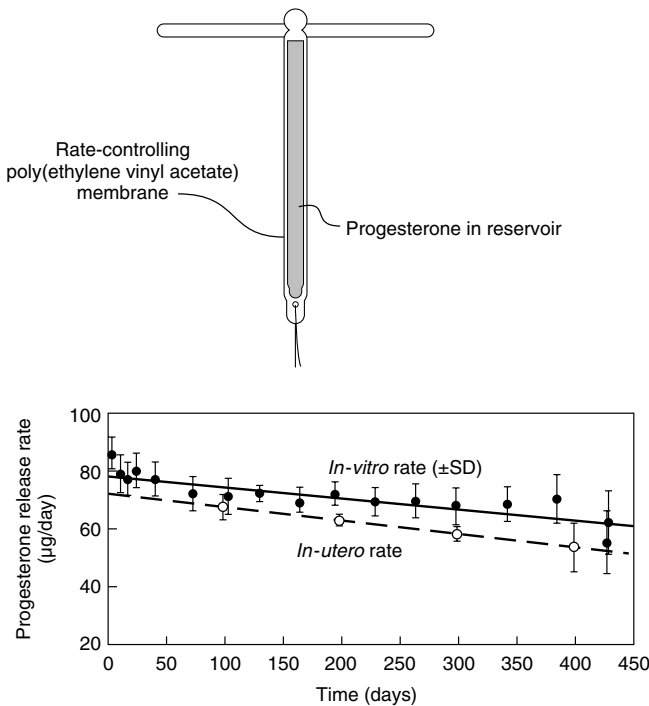 Rate-controlling
poly(ethylene vinyl acetate)
membrane
Progesterone in reservoir
Progesterone release rate
(µg/day)
100
80
60
40
20
In-vitro rate (±SD)
In-utero rate
0 50 100 150 200 250 300 350 400 450
Time (days)